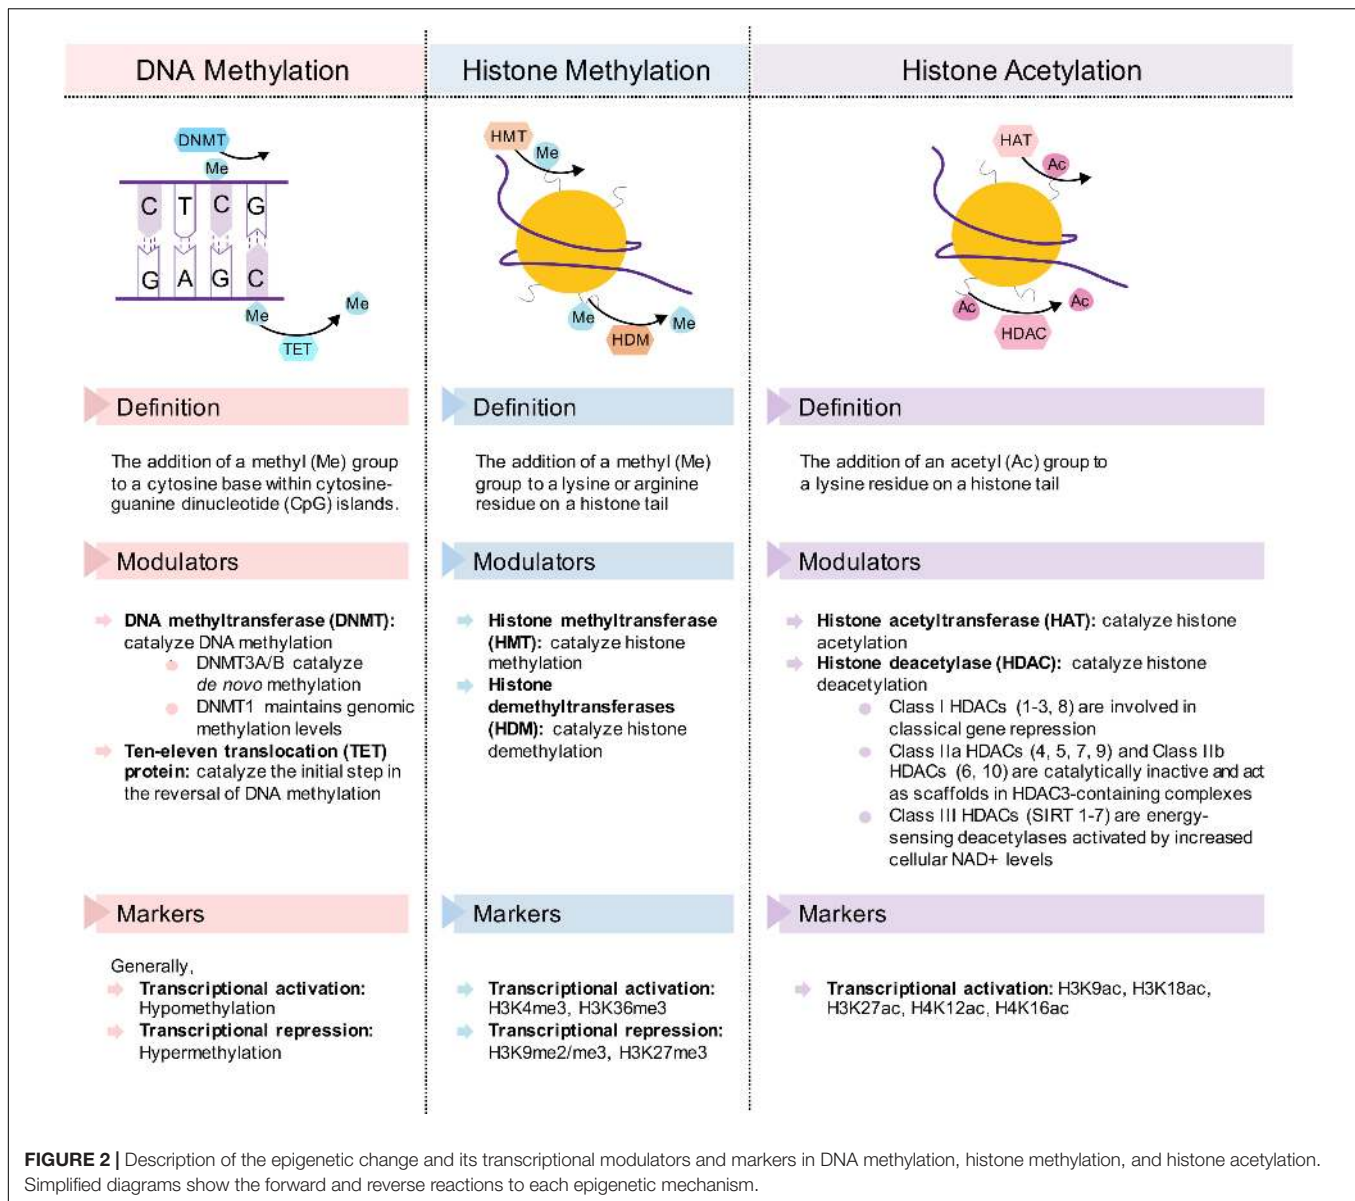 DNA Methylation
DNMT
Me
C T C G
G A G C
Me
Me
TET
Definition
The addition of a methyl (Me) group
to a cytosine base within cytosine-
guanine dinucleotide (CpG) islands.
Modulators
DNA methyltransferase (DNMT):
catalyze DNA methylation
DNMT3A/B catalyze
de novo methylation
DNMT1 maintains genomic
methylation levels
Ten-eleven translocation (TET)
protein: catalyze the initial step in
the reversal of DNA methylation
Markers
Generally,
Transcriptional activation:
Hypomethylation
Transcriptional repression:
Hypermethylation
Histone Methylation
HMT
Me
Me
Me
HDM
Definition
The addition of a methyl (Me)
group to a lysine or arginine
residue on a histone tail
Modulators
Histone methyltransferase
(HMT): catalyze histone
methylation
Histone
demethyltransferases
(HDM): catalyze histone
demethylation
Markers
Transcriptional activation:
H3K4me3, H3K36me3
Transcriptional repression:
H3K9me2/me3, H3K27me3
Histone Acetylation
HAT
Ac
Ac
Ac
HDAC
Definition
The addition of an acetyl (Ac) group to
a lysine residue on a histone tail
Modulators
Histone acetyltransferase (HAT): catalyze histone
acetylation
Histone deacetylase (HDAC): catalyze histone
deacetylation
Class I HDACs (1-3, 8) are involved in
classical gene repression
Class IIa HDACs (4, 5, 7, 9) and Class IIb
HDACs (6, 10) are catalytically inactive and act
as scaffolds in HDAC3-containing complexes
Class III HDACs (SIRT 1-7) are energy-
sensing deacetylases activated by increased
cellular NAD+ levels
Markers
Transcriptional activation: H3K9ac, H3K18ac,
H3K27ac, H4K12ac, H4K16ac
FIGURE 2 | Description of the epigenetic change and its transcriptional modulators and markers in DNA methylation, histone methylation, and histone acetylation.
Simplified diagrams show the forward and reverse reactions to each epigenetic mechanism.